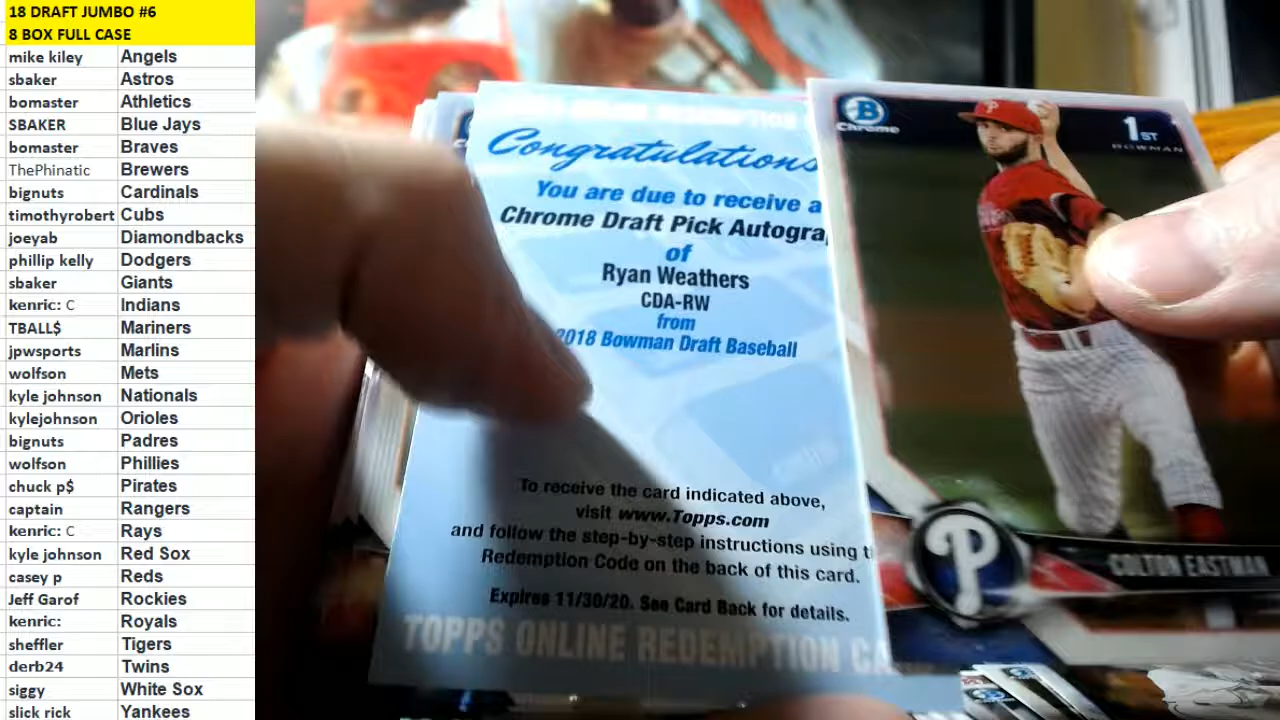 18 DRAFT JUMBO #6
8 BOX FULL CASE
mike kiley Angels
sbaker Astros
bomaster Athletics
SBAKER Blue Jays
bomaster Braves
ThePhinatic Brewers
bignuts Cardinals
timothyrobert Cubs
joeyab Diamondbacks
phillip kelly Dodgers
sbaker Giants
kenric: C Indians
TBALL$ Mariners
jpwsports Marlins
wolfson Mets
kyle johnson Nationals
kylejohnson Orioles
bignuts Padres
wolfson Phillies
chuck p$ Pirates
captain Rangers
kenric: C Rays
kyle johnson Red Sox
casey p Reds
Jeff Garof Rockies
kenric: Royals
sheffler Tigers
derb24 Twins
siggy White Sox
slick rick Yankees
Congratulations
You are due to receive a
Chrome Draft Pick Autogra
of
Ryan Weathers
CDA-RW
from
2018 Bowman Draft Baseball
To receive the card indicated above,
visit www.Topps.com
and follow the step-by-step instructions using t
Redemption Code on the back of this card.
Expires 11/30/20. See Card Back for details.
TOPPS ONLINE REDEMPTION CA
B
Chrome
1ST
BOWMAN
P
P
COLTON EASTMAN